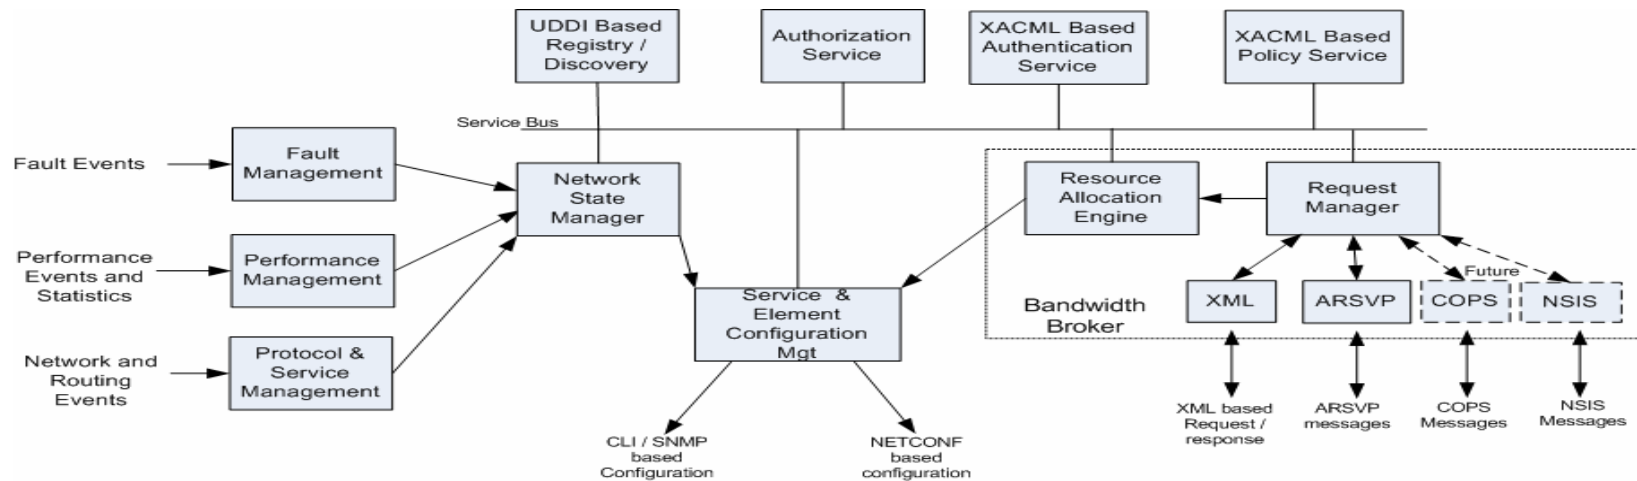 UDDI Based
Registry /
Discovery
Authorization
Service
XACML Based
Authentication
Service
XACML Based
Policy Service
Service Bus
Fault Events
Fault
Management
Network
State
Manager
Resource
Allocation
Engine
Request
Manager
Performance
Events and
Statistics
Performance
Management
Future
Service & 
Element
Configuration
Mgt
Bandwidth
Broker
XML
ARSVP
COPS
NSIS
Network and
Routing
Events
Protocol &
Service
Management
CLI / SNMP
based
Configuration
NETCONF
based
configuration
XML based
Request /
response
ARSVP
messages
COPS
Messages
NSIS
Messages